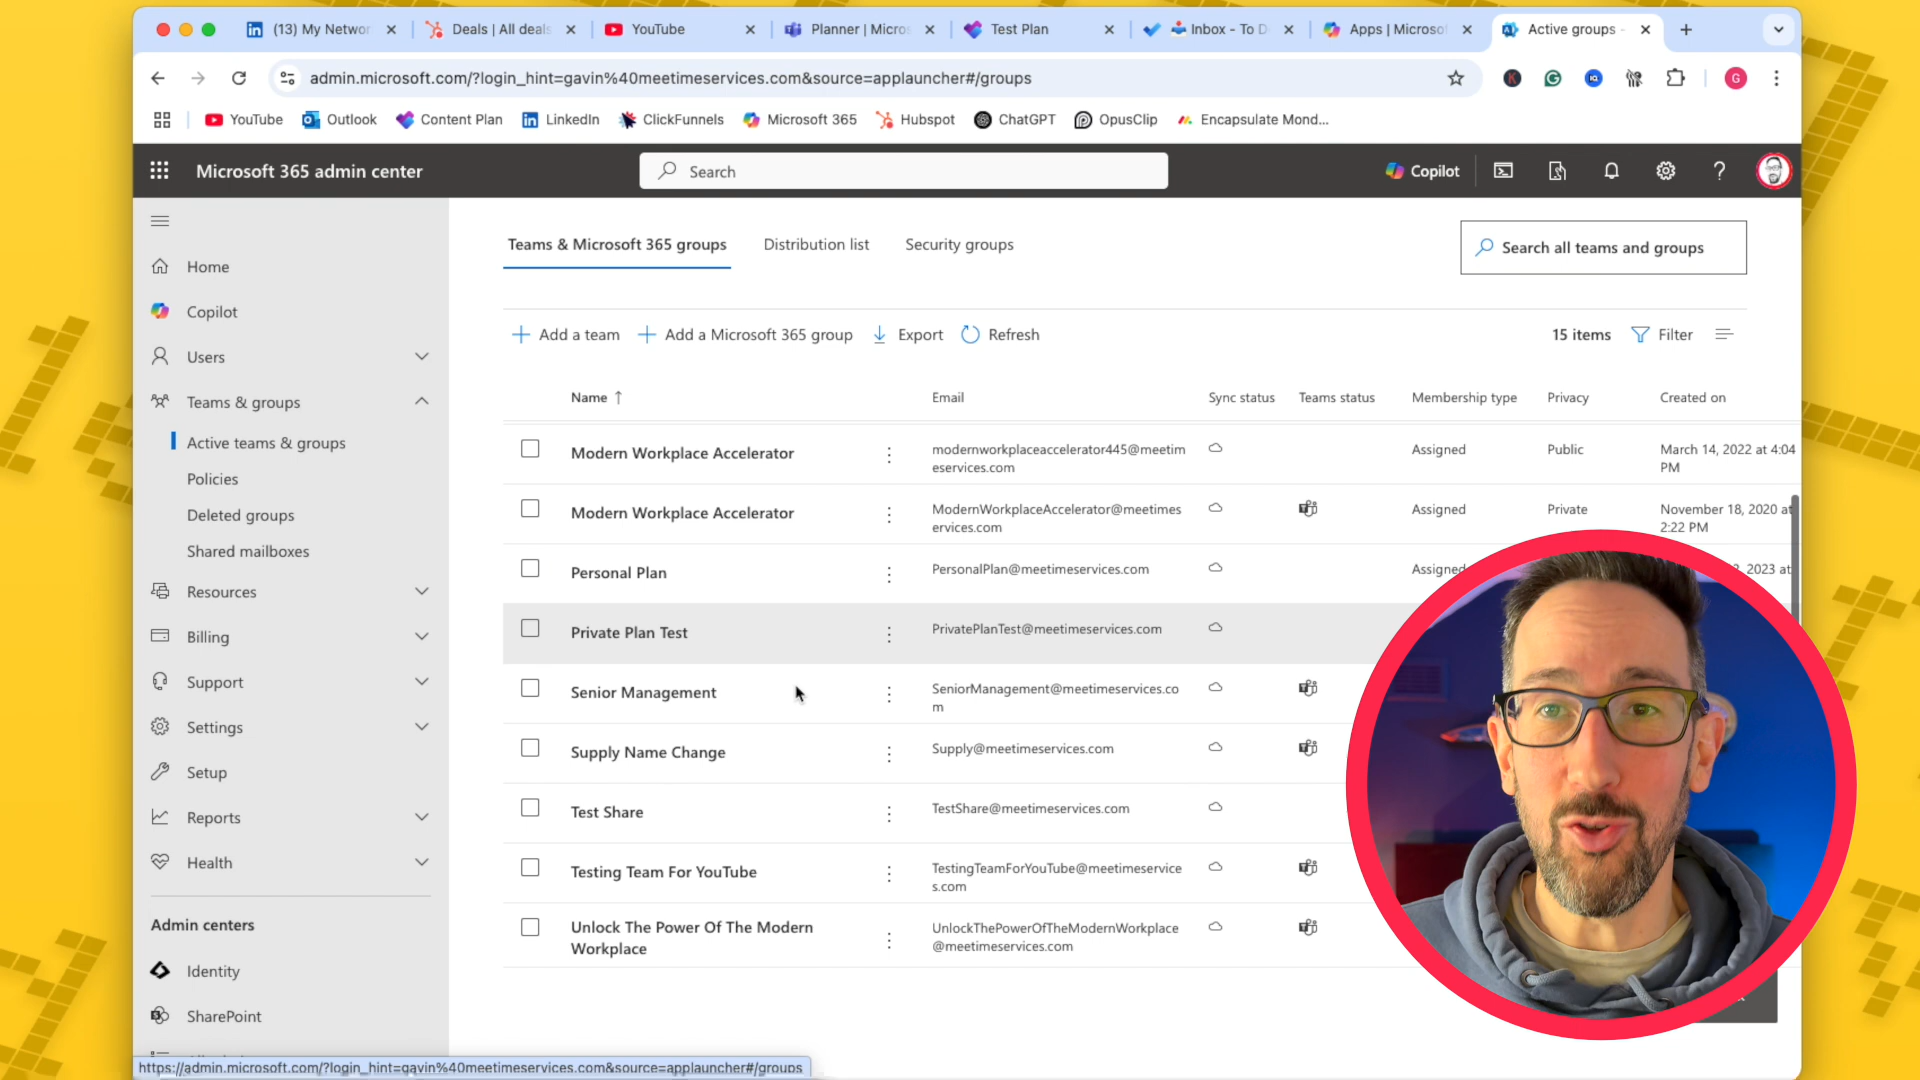 (13) My Networ
Deals | All deals
YouTube
Planner | Micros
Test Plan
Inbox - To D
Apps | Microsof
Active groups -
admin.microsoft.com/?login_hint=gavin%40meetimeservices.com&source=applauncher#/groups
G
YouTube
Outlook
Content Plan
LinkedIn
ClickFunnels
Microsoft 365
Hubspot
ChatGPT
OpusClip
Encapsulate Mond...
Microsoft 365 admin center
Search
Copilot
Home
Copilot
Users
Teams & groups
Active teams & groups
Policies
Deleted groups
Shared mailboxes
Resources
Billing
Support
Settings
Setup
Reports
Health
Admin centers
Identity
SharePoint
Teams & Microsoft 365 groups
Distribution list
Security groups
Search all teams and groups
Add a team
Add a Microsoft 365 group
Export
Refresh
15 items
Filter
Name ↑
Email
Sync status
Teams status
Membership type
Privacy
Created on
Modern Workplace Accelerator
modernworkplaceaccelerator445@meetim
eservices.com
Assigned
Public
March 14, 2022 at 4:04
PM
Modern Workplace Accelerator
ModernWorkplaceAccelerator@meetimes
ervices.com
Assigned
Private
November 18, 2020 at
2:22 PM
Personal Plan
PersonalPlan@meetimeservices.com
Assigned
2023 at
Private Plan Test
PrivatePlanTest@meetimeservices.com
Senior Management
SeniorManagement@meetimeservices.co
m
Supply Name Change
Supply@meetimeservices.com
Test Share
TestShare@meetimeservices.com
Testing Team For YouTube
TestingTeamForYouTube@meetimeservice
s.com
Unlock The Power Of The Modern
Workplace
UnlockThePowerOfTheModernWorkplace
@meetimeservices.com
https://admin.microsoft.com/?login_hint=gavin%40meetimeservices.com&source=applauncher#/groups